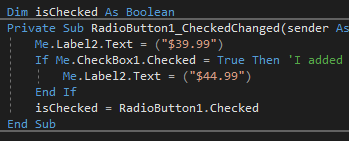 Dim isChecked As Boolean
Private Sub RadioButton1_CheckedChanged(sender As
Me.Label2.Text = ("$39.99")
If Me.CheckBox1.Checked = True Then 'I added
Me.Label2.Text = ("$44.99")
End If
isChecked = RadioButton1.Checked
End Sub